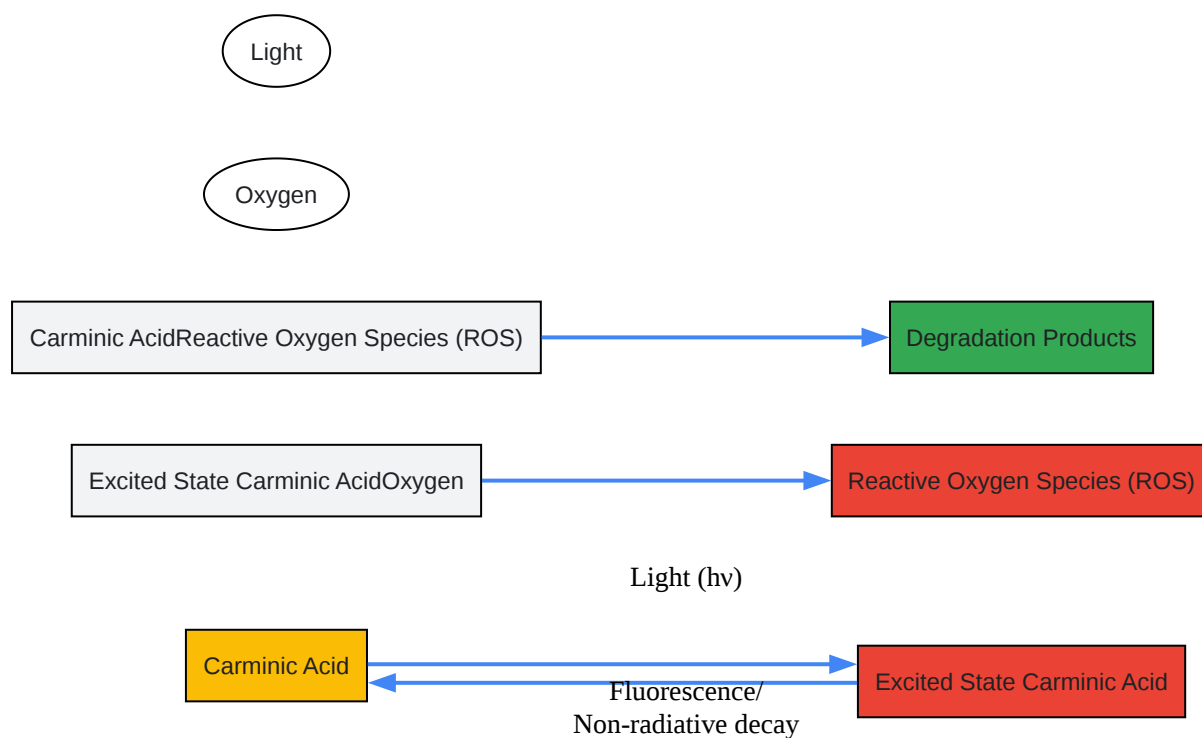 Light
Oxygen
Carminic AcidReactive Oxygen Species (ROS)
Degradation Products
Excited State Carminic AcidOxygen
Reactive Oxygen Species (ROS)
Light (hν)
Carminic Acid
Excited State Carminic Acid
Fluorescence/
Non-radiative decay